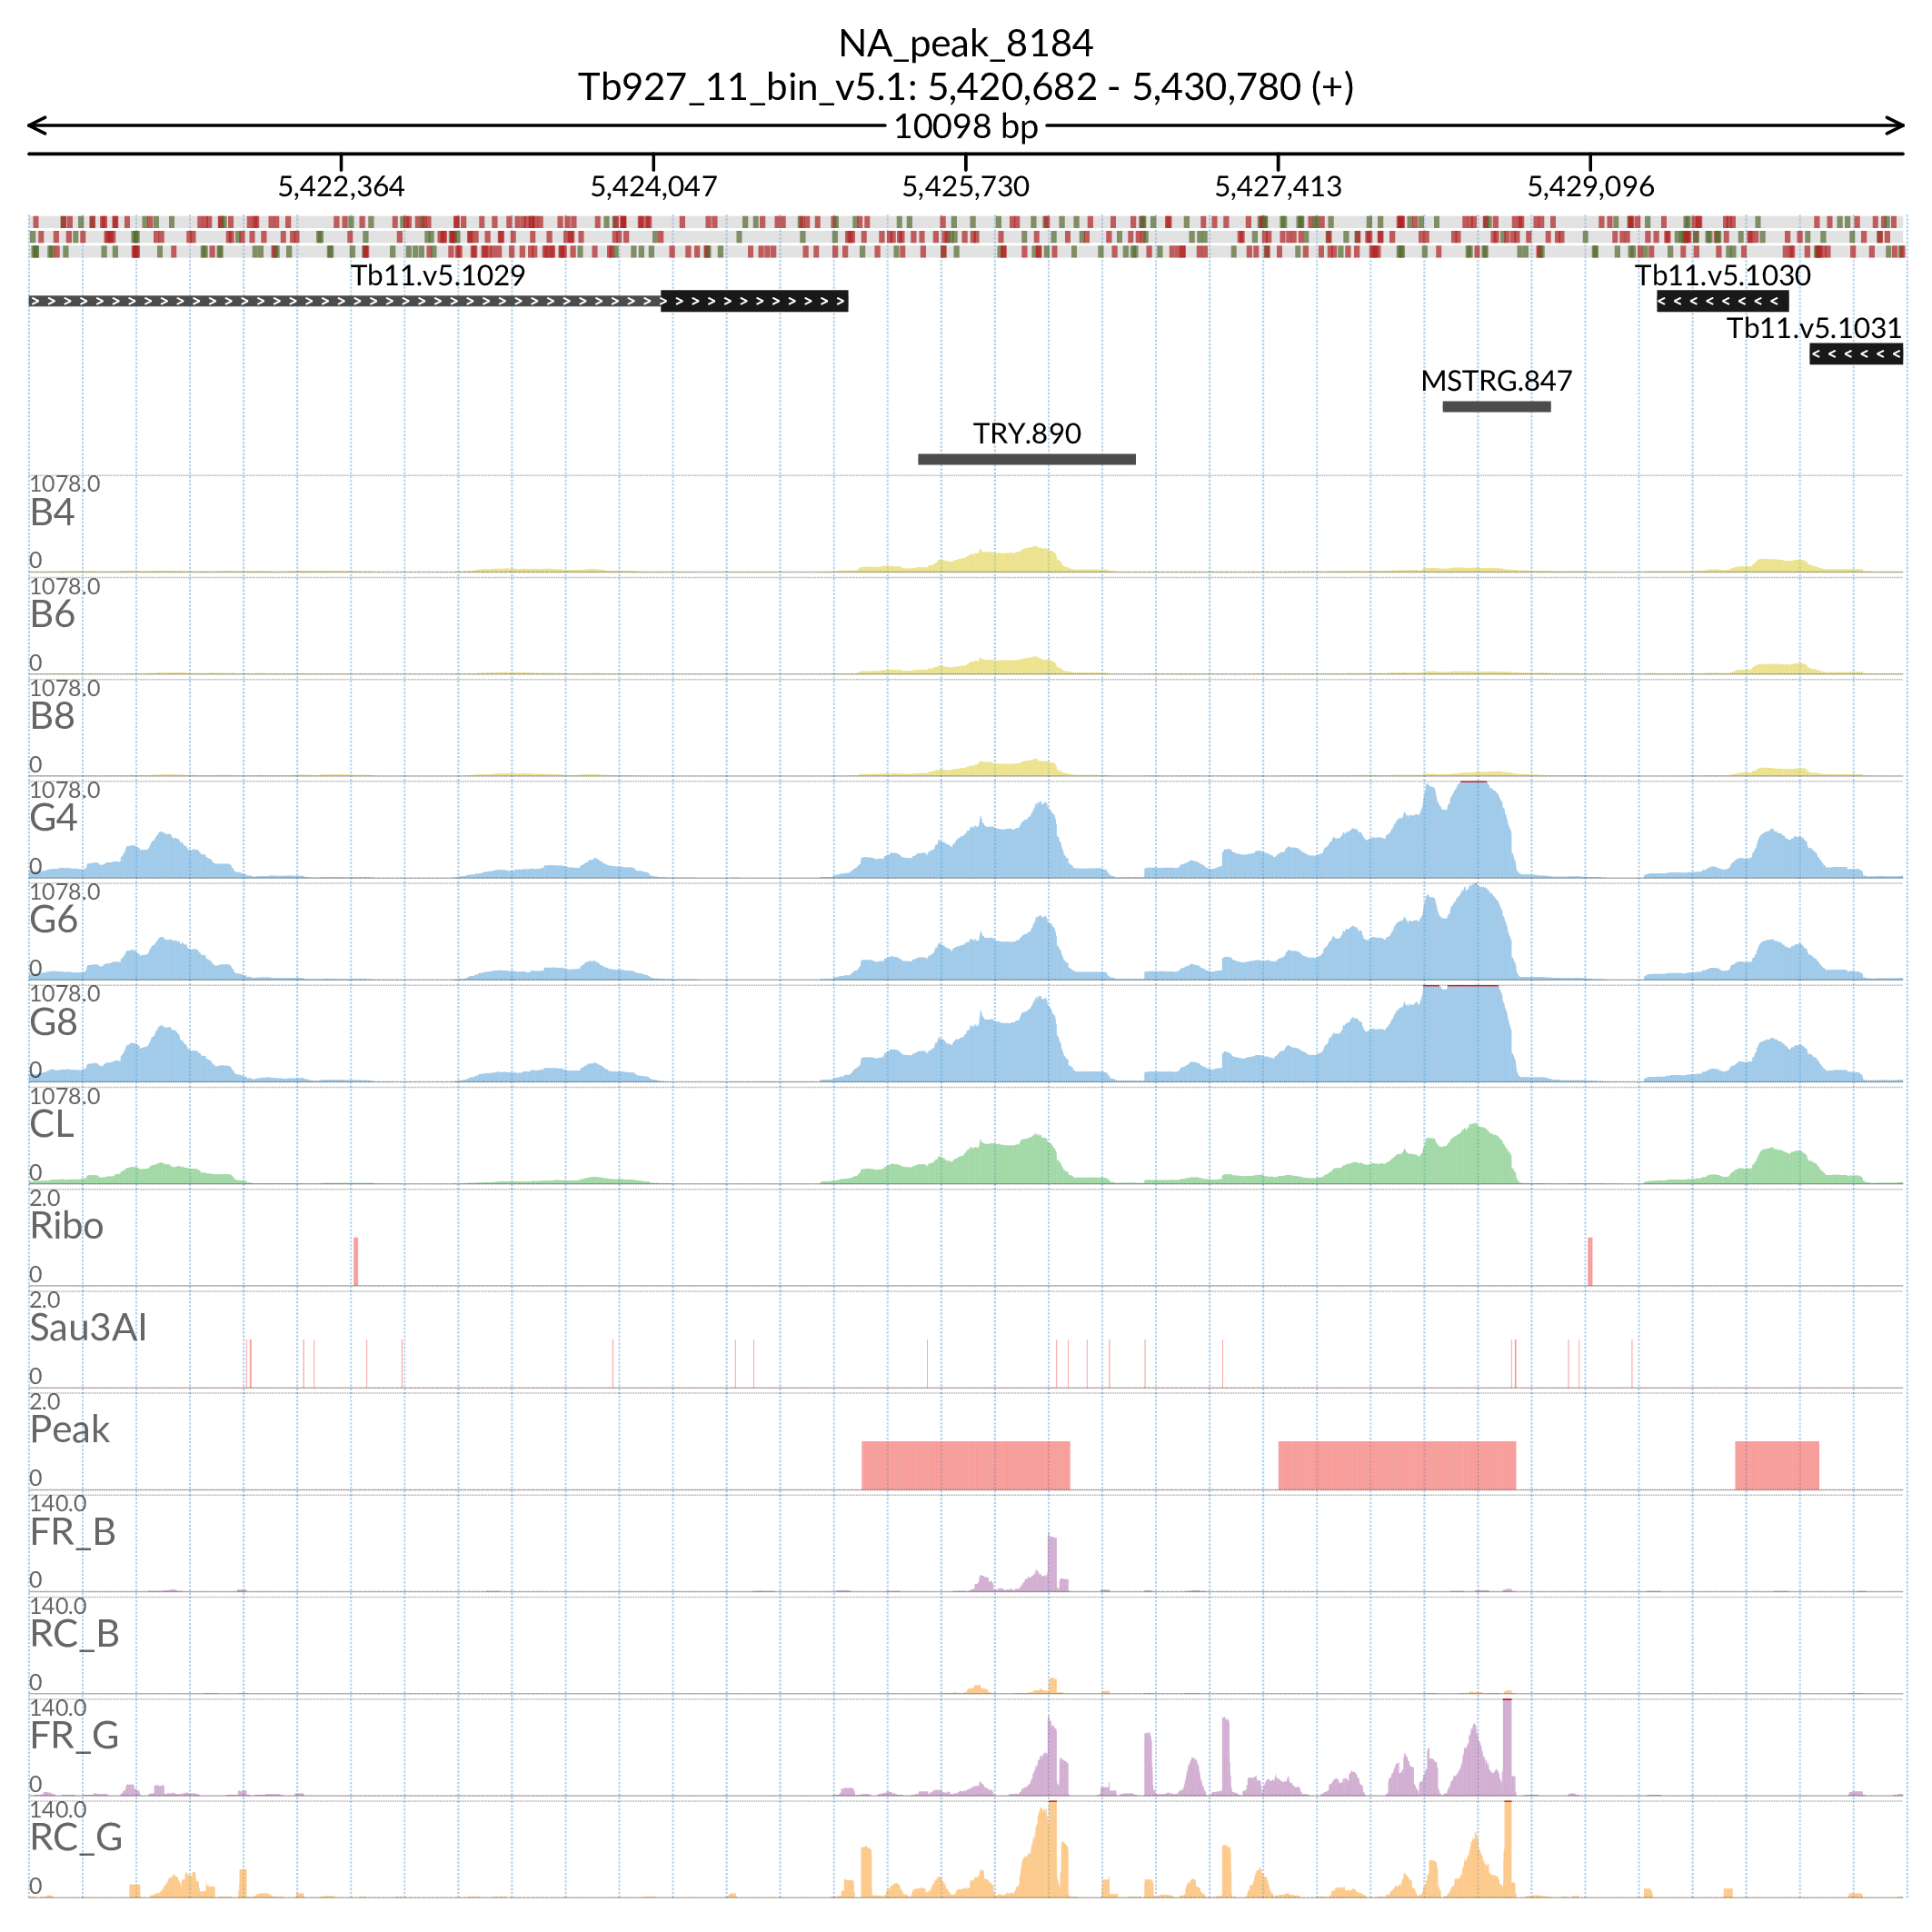 NA_peak_8184
Tb927_11_bin_v5.1: 5,420,682 - 5,430,780 (+)
10098 bp
5,422,364 5,424,047 5,425,730 5,427,413 5,429,096
Tb11.v5.1029 Tb11.v5.1030
Tb11.v5.1031
MSTRG.847
TRY.890
1078.0
B4
0
1078.0
B6
0
1078.0
B8
0
1078.0
G4
0
1078.0
G6
0
1078.0
G8
0
1078.0
CL
0
2.0
Ribo
0
2.0
Sau3AI
0
2.0
Peak
0
140.0
FR_B
0
140.0
RC_B
0
140.0
FR_G
0
140.0
RC_G
0